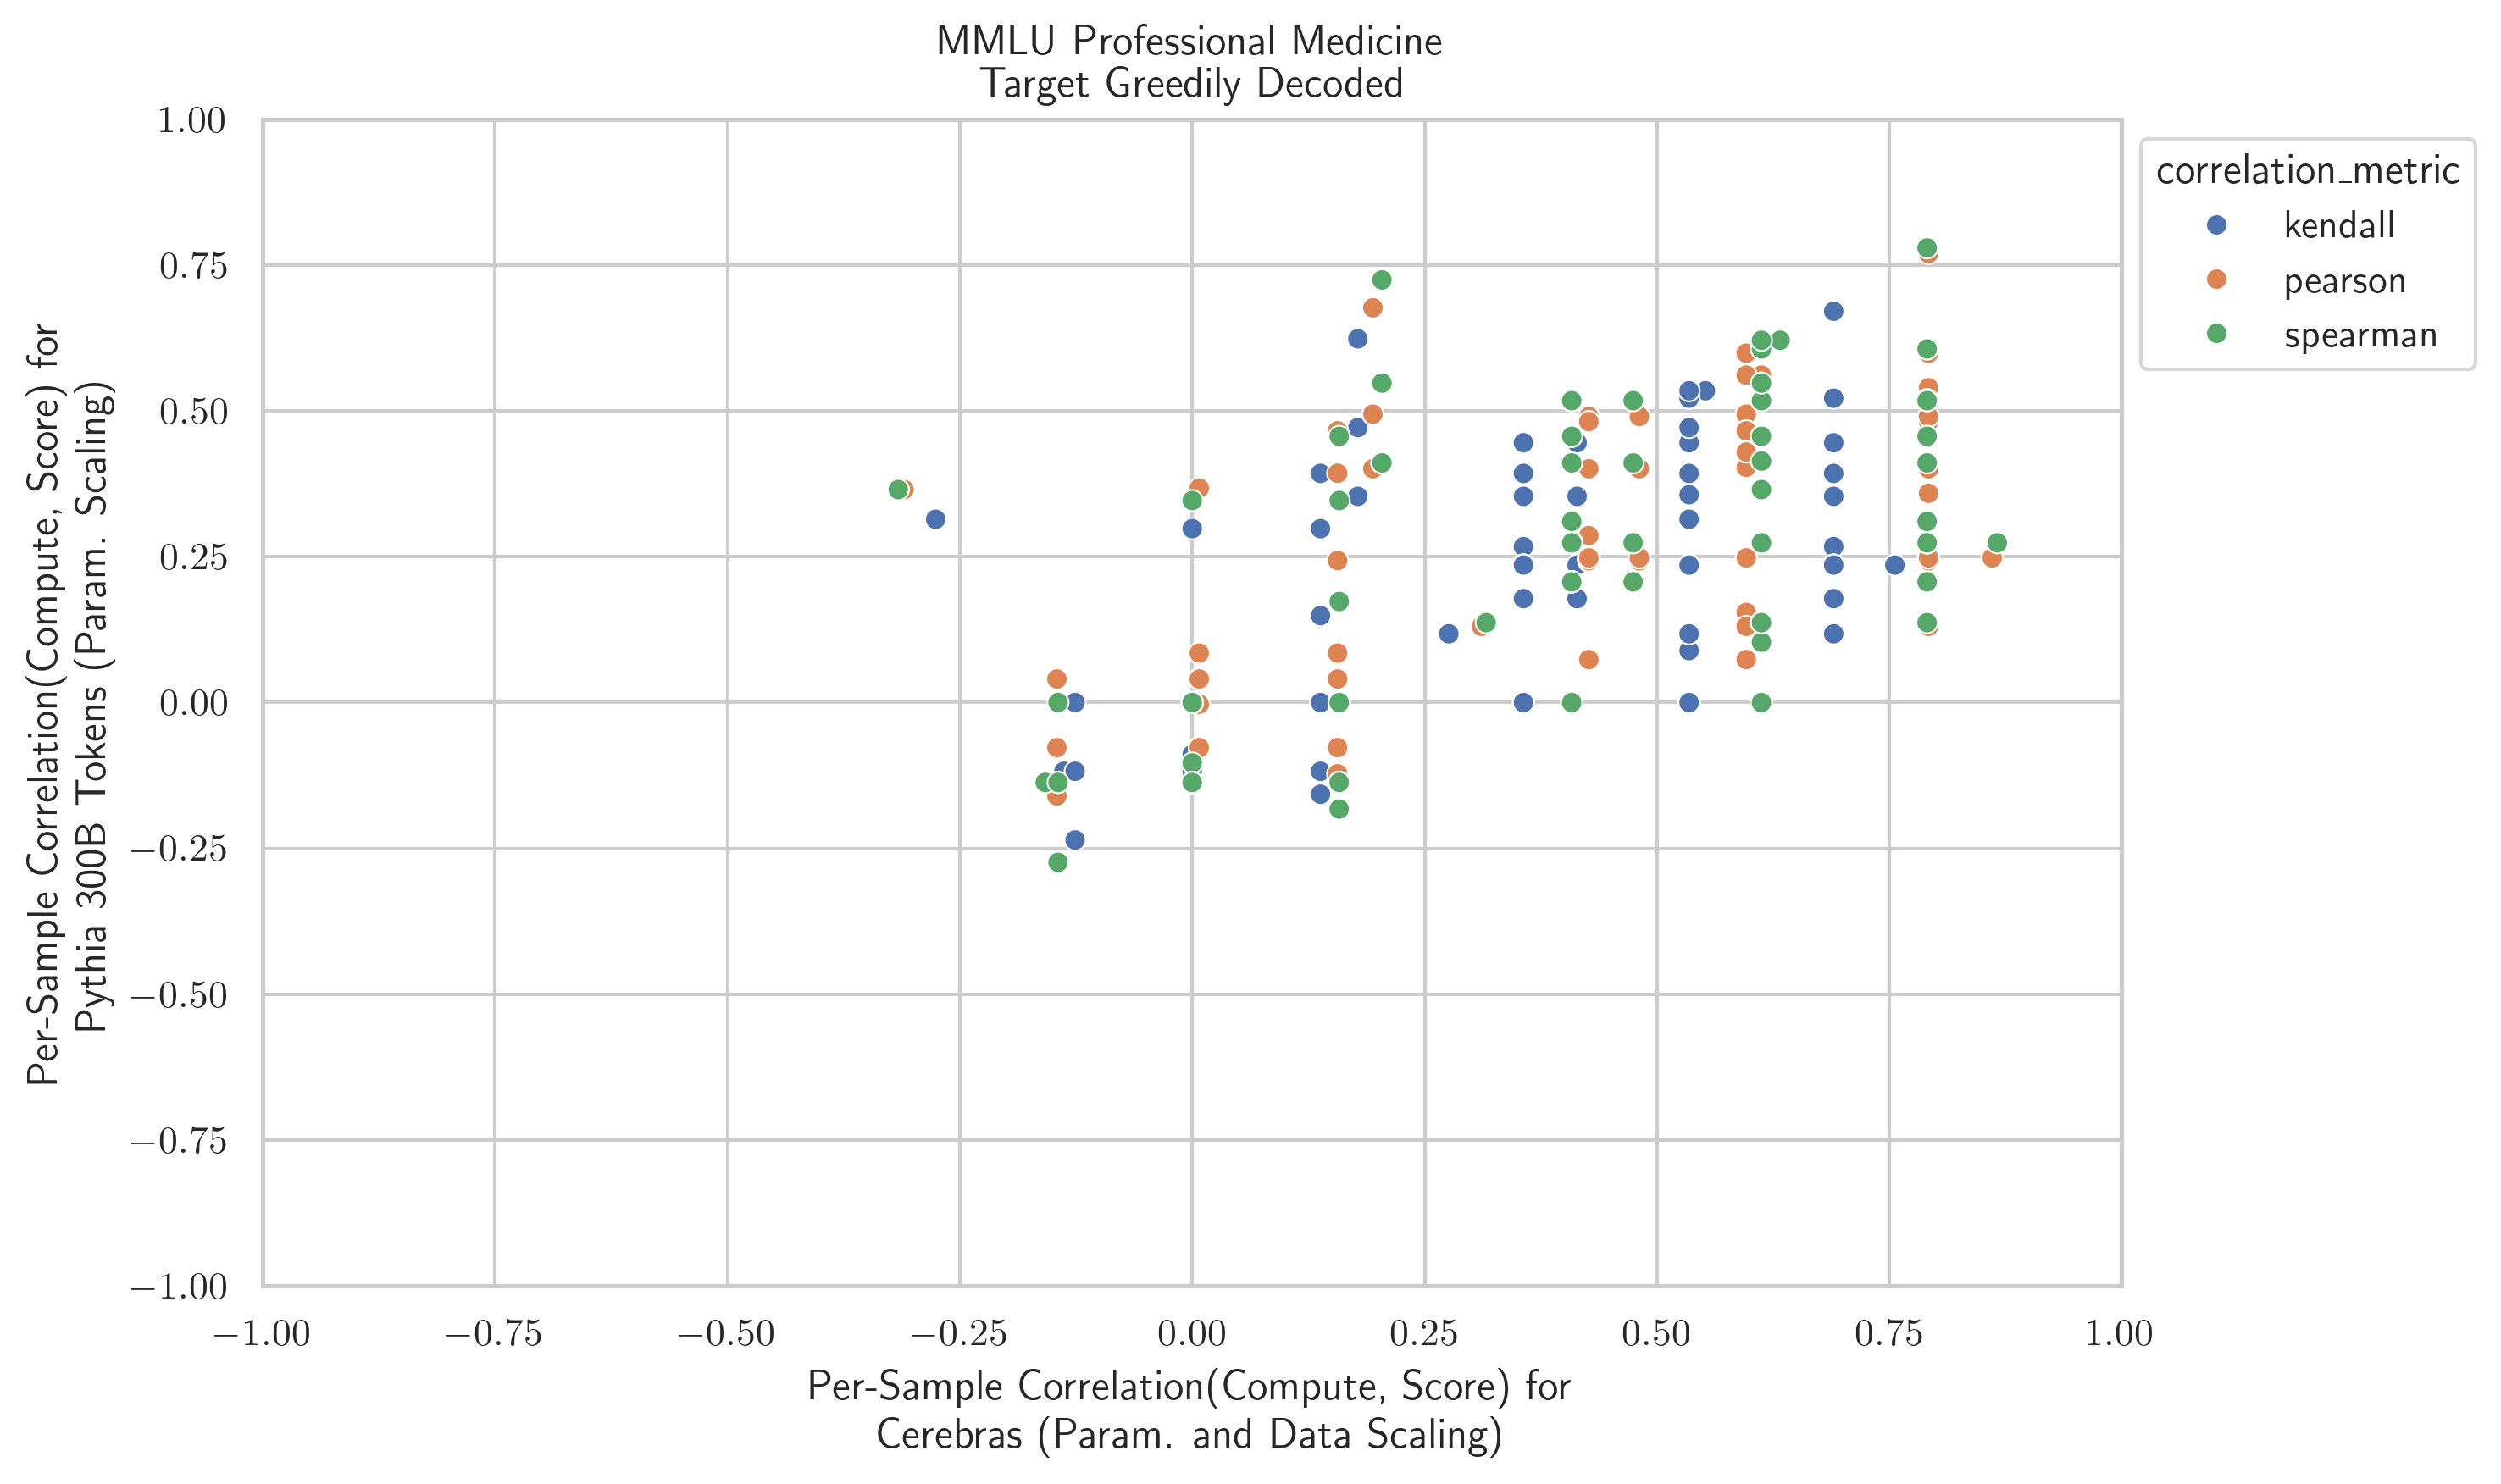 MMLU Professional Medicine
Target Greedily Decoded
1.00
0.75
0.50
0.25
0.00
−0.25
−0.50
−0.75
−1.00
Per-Sample Correlation(Compute, Score) for
Pythia 300B Tokens (Param. Scaling)
correlation_metric
kendall
pearson
spearman
−1.00
−0.75
−0.50
−0.25
0.00
0.25
0.50
0.75
1.00
Per-Sample Correlation(Compute, Score) for
Cerebras (Param. and Data Scaling)